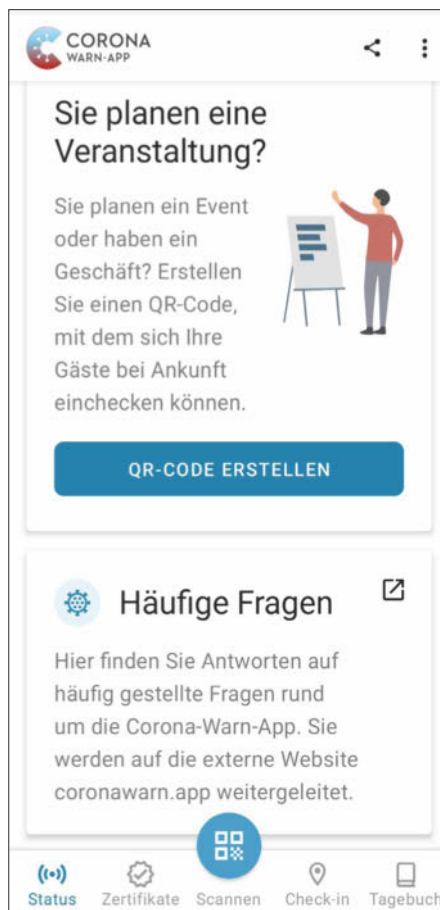 CORONA
WARN-APP
Sie planen eine
Veranstaltung?
Sie planen ein Event
oder haben ein
Geschäft? Erstellen
Sie einen QR-Code,
mit dem sich Ihre
Gäste bei Ankunft
einchecken können.
QR-CODE ERSTELLEN
Häufige Fragen
Hier finden Sie Antworten auf
häufig gestellte Fragen rund
um die Corona-Warn-App. Sie
werden auf die externe Website
coronawarn.app weitergeleitet.
Status Zertifikate Scannen Check-in Tagebuch